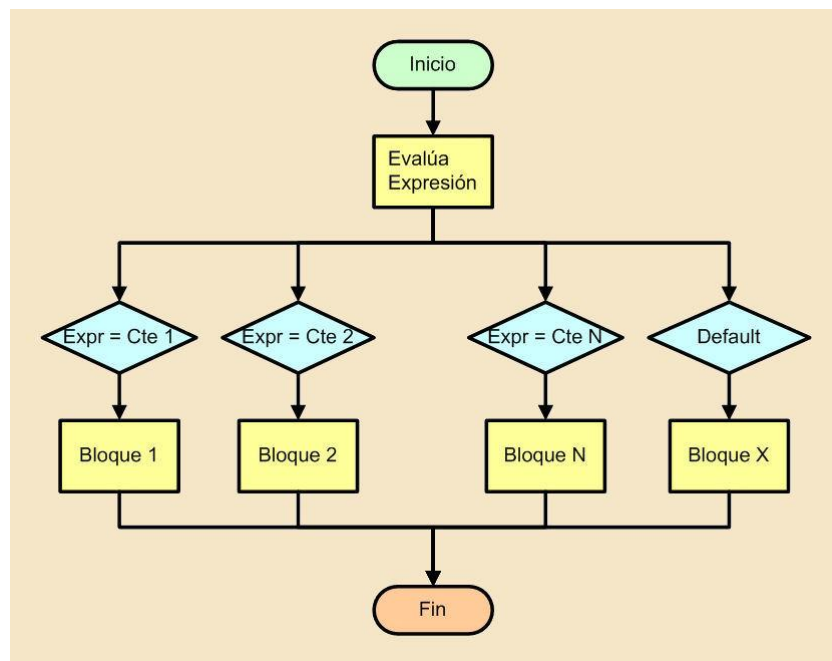 Inicio
Evalúa
Expresión
Expr = Cte 1
Expr = Cte 2
Expr = Cte N
Default
Bloque 1
Bloque 2
Bloque N
Bloque X
Fin